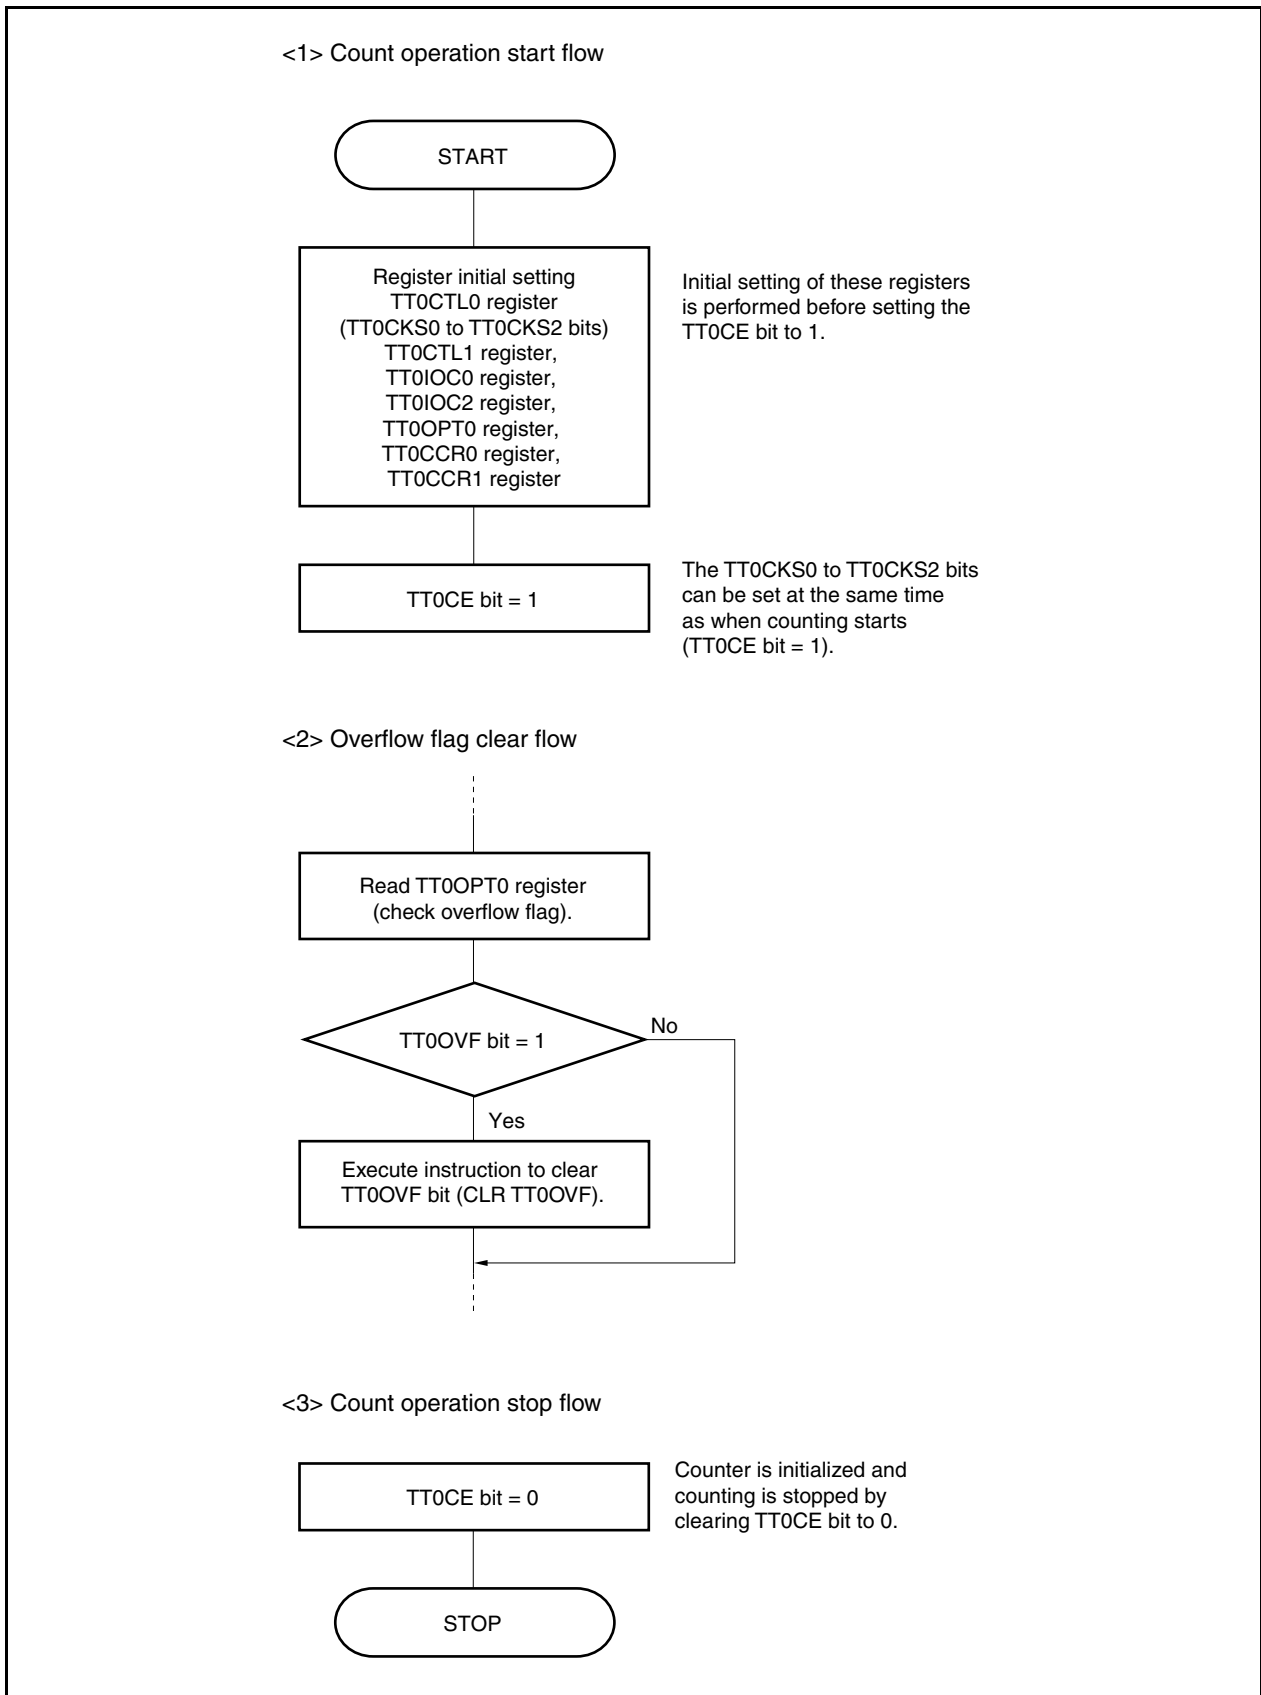 <1> Count operation start flow
START
Register initial setting
TT0CTL0 register
(TT0CKS0 to TT0CKS2 bits)
TT0CTL1 register,
TT0IOC0 register,
TT0IOC2 register,
TT0OPT0 register,
TT0CCR0 register,
TT0CCR1 register
Initial setting of these registers
is performed before setting the
TT0CE bit to 1.
TT0CE bit = 1
The TT0CKS0 to TT0CKS2 bits
can be set at the same time
as when counting starts
(TT0CE bit = 1).
<2> Overflow flag clear flow
Read TT0OPT0 register
(check overflow flag).
TT0OVF bit = 1
No
Yes
Execute instruction to clear
TT0OVF bit (CLR TT0OVF).
<3> Count operation stop flow
TT0CE bit = 0
Counter is initialized and
counting is stopped by
clearing TT0CE bit to 0.
STOP